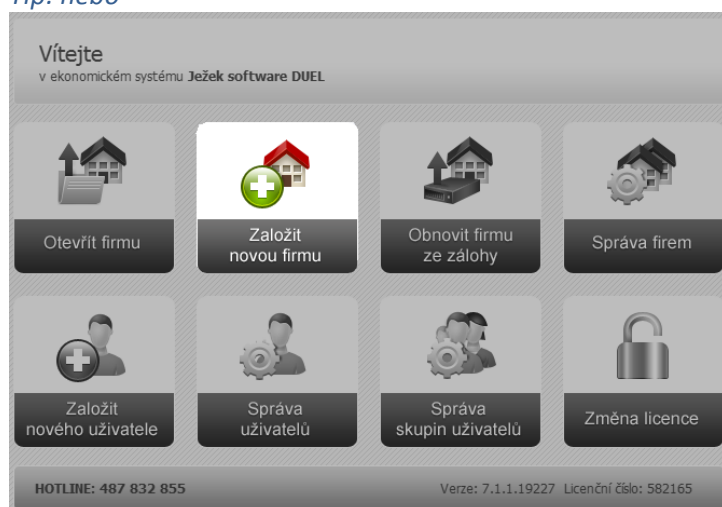 Tip: nebo
Vítejte
v ekonomickém systému Ježek software DUEL
Otevřít firmu
Založit
novou firmu
Obnovit firmu
ze zálohy
Správa firem
Založit
nového uživatele
Správa
uživatelů
Správa
skupin uživatelů
Změna licence
HOTLINE: 487 832 855
Verze: 7.1.1.19227 Licenční číslo: 582165